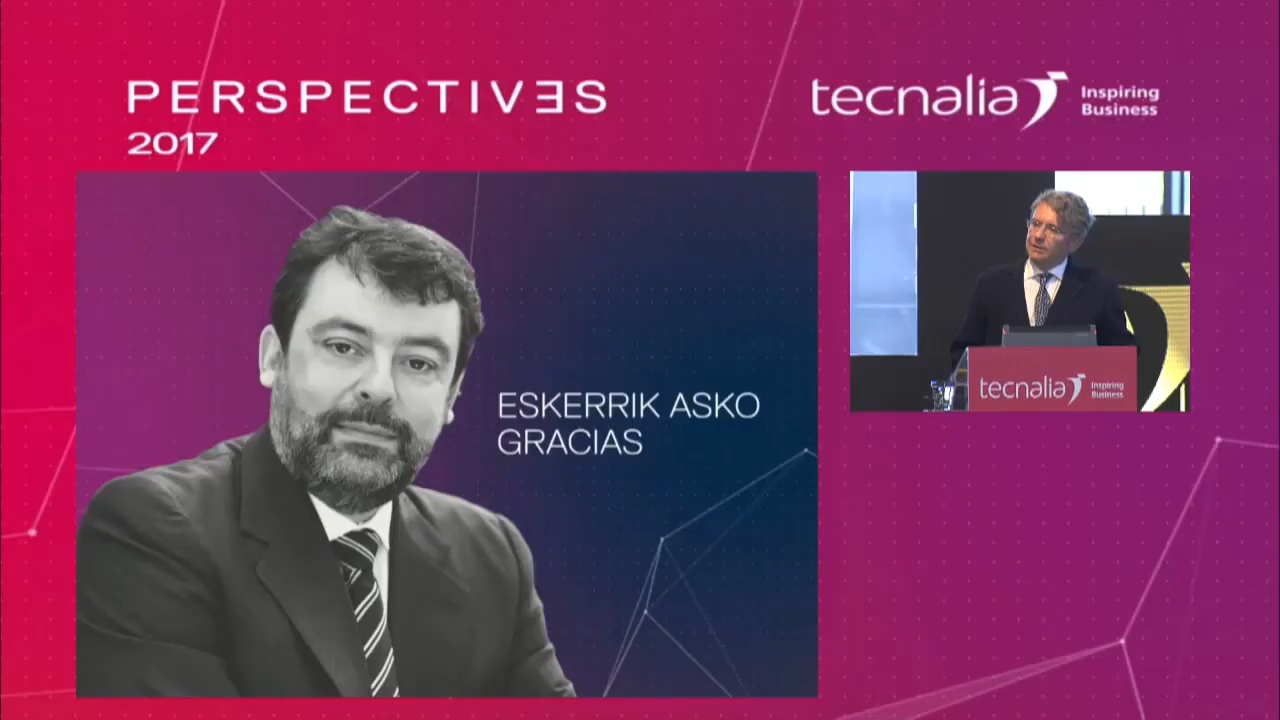 PERSPECTIVES
2017
tecnalia Inspiring
Business
ESKERRIK ASKO
GRACIAS
tecnalia Inspiring
Business